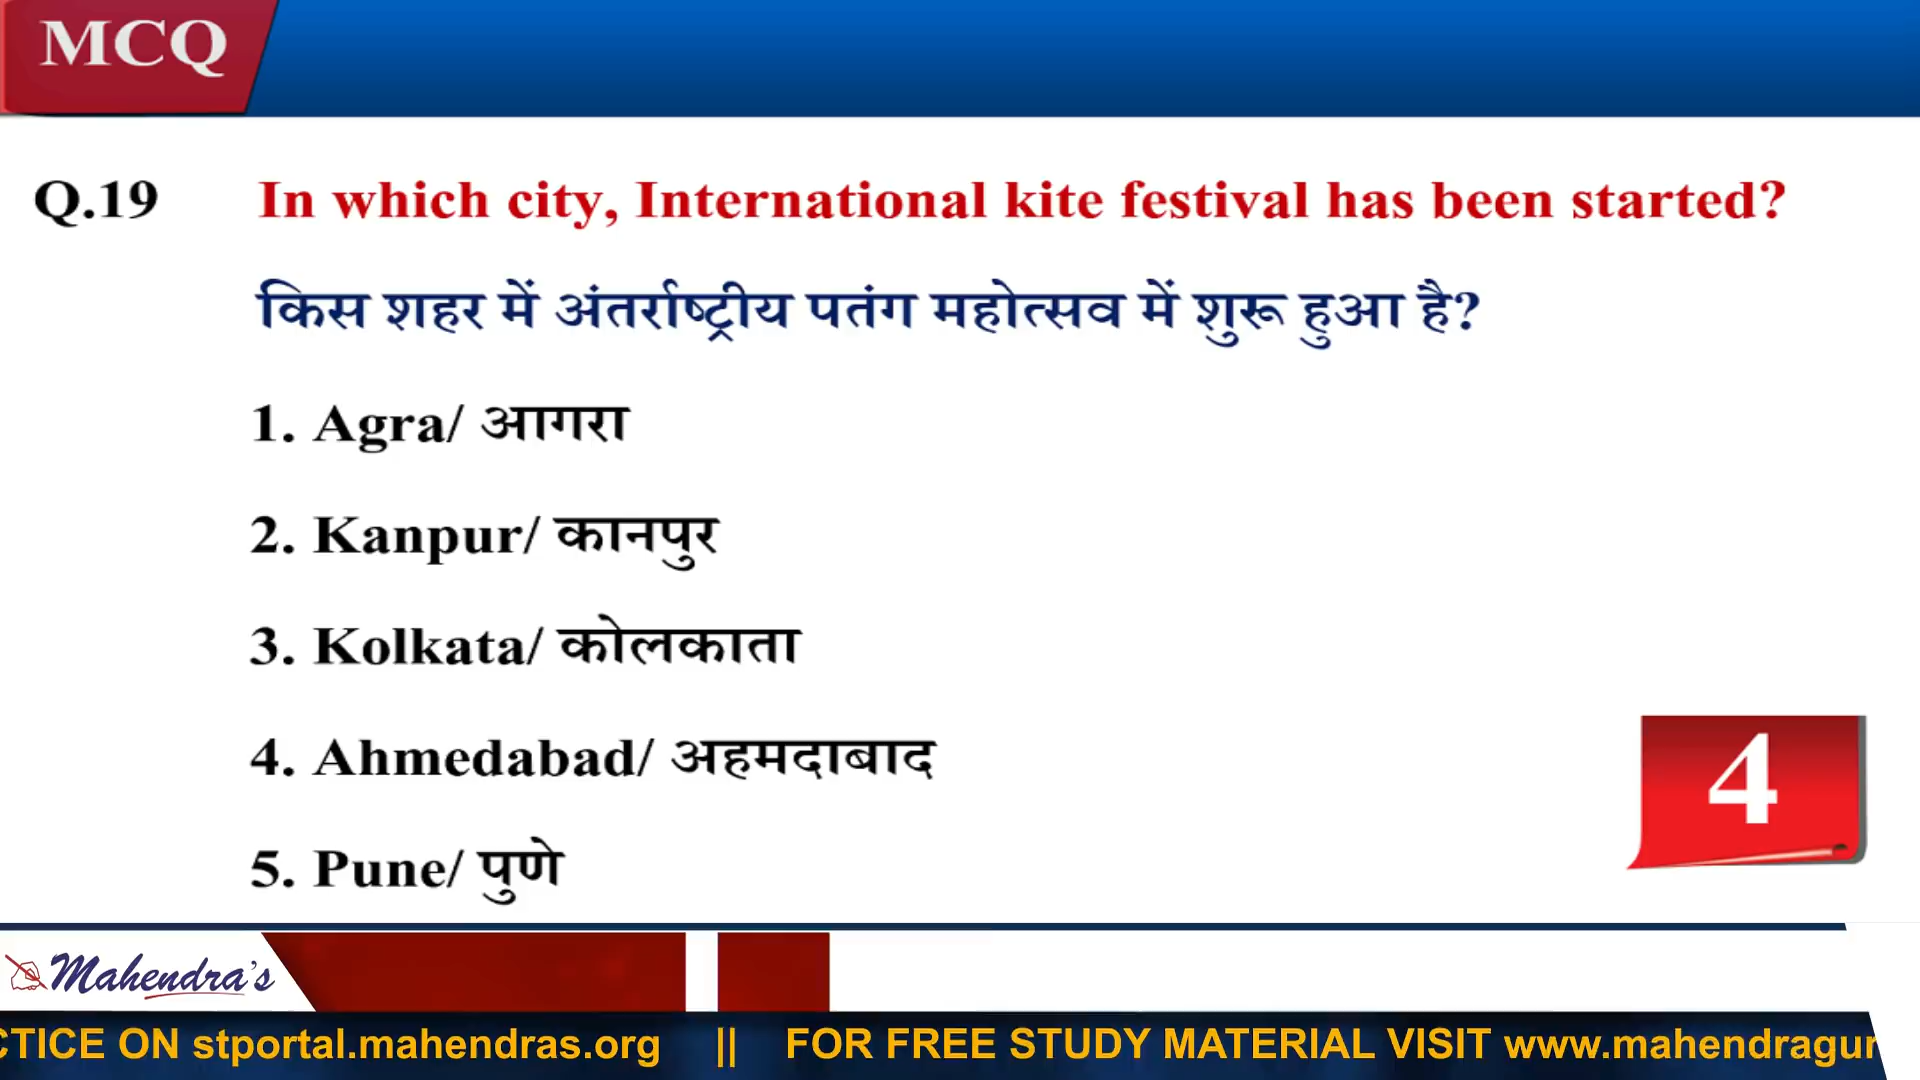 MCQ
Q.19 In which city, International kite festival has been started?
किस शहर में अंतर्राष्ट्रीय पतंग महोत्सव में शुरू हुआ है?
1. Agra/ आगरा
2. Kanpur/ कानपुर
3. Kolkata/ कोलकाता
4. Ahmedabad/ अहमदाबाद
4
5. Pune/ पुणे
Mahendra's
CTICE ON stportal.mahendras.org || FOR FREE STUDY MATERIAL VISIT www.mahendragur